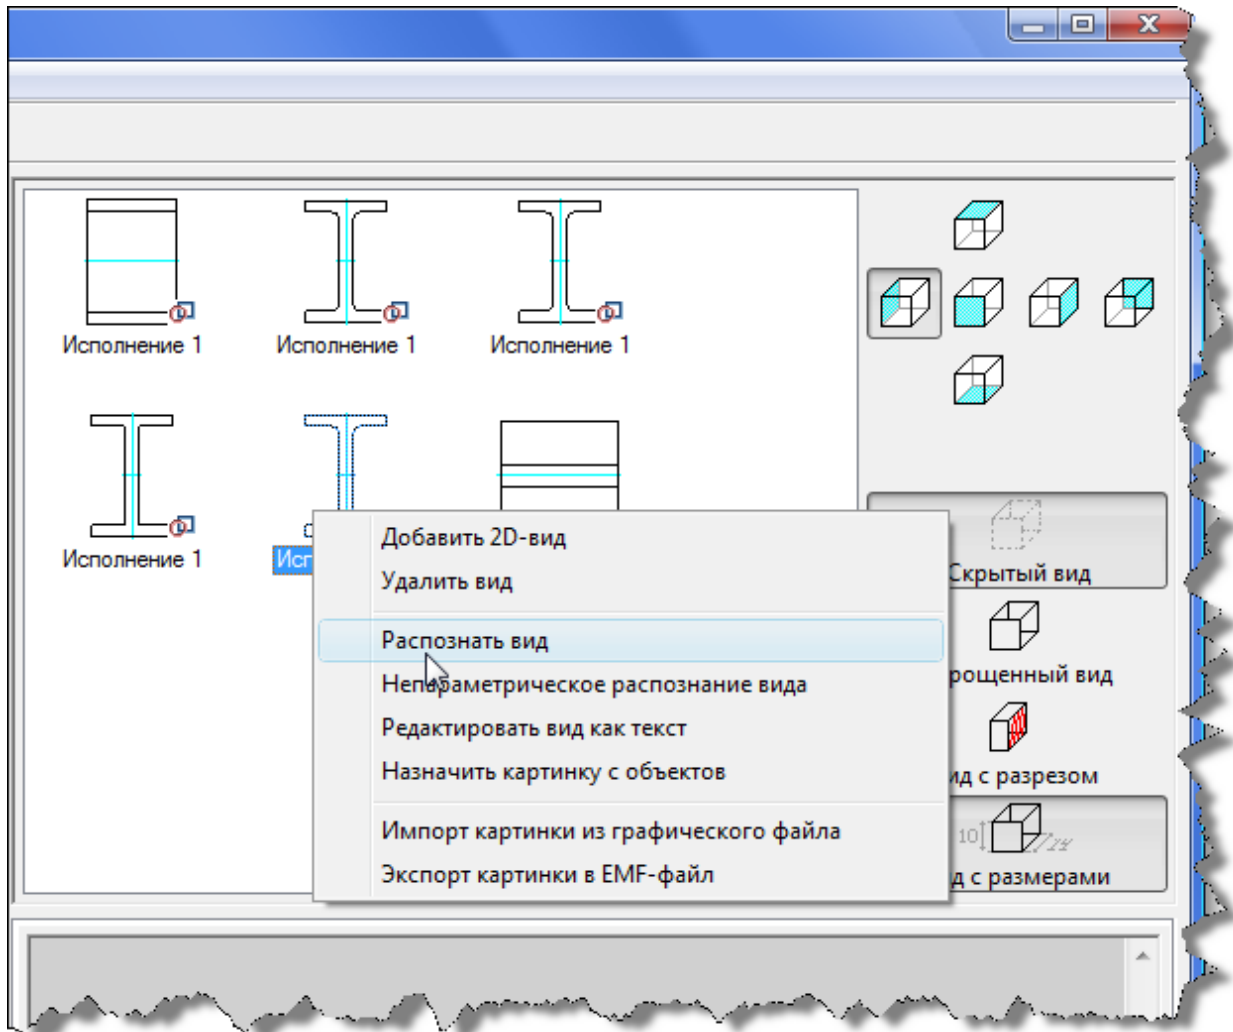 Исполнение 1
Исполнение 1
Исполнение 1
Исполнение 1
Добавить 2D-вид
Удалить вид
Распознать вид
Непараметрическое распознание вида
Редактировать вид как текст
Назначить картинку с объектов
Импорт картинки из графического файла
Экспорт картинки в EMF-файл
Скрытый вид
рощенный вид
ид с разрезом
10
д с размерами